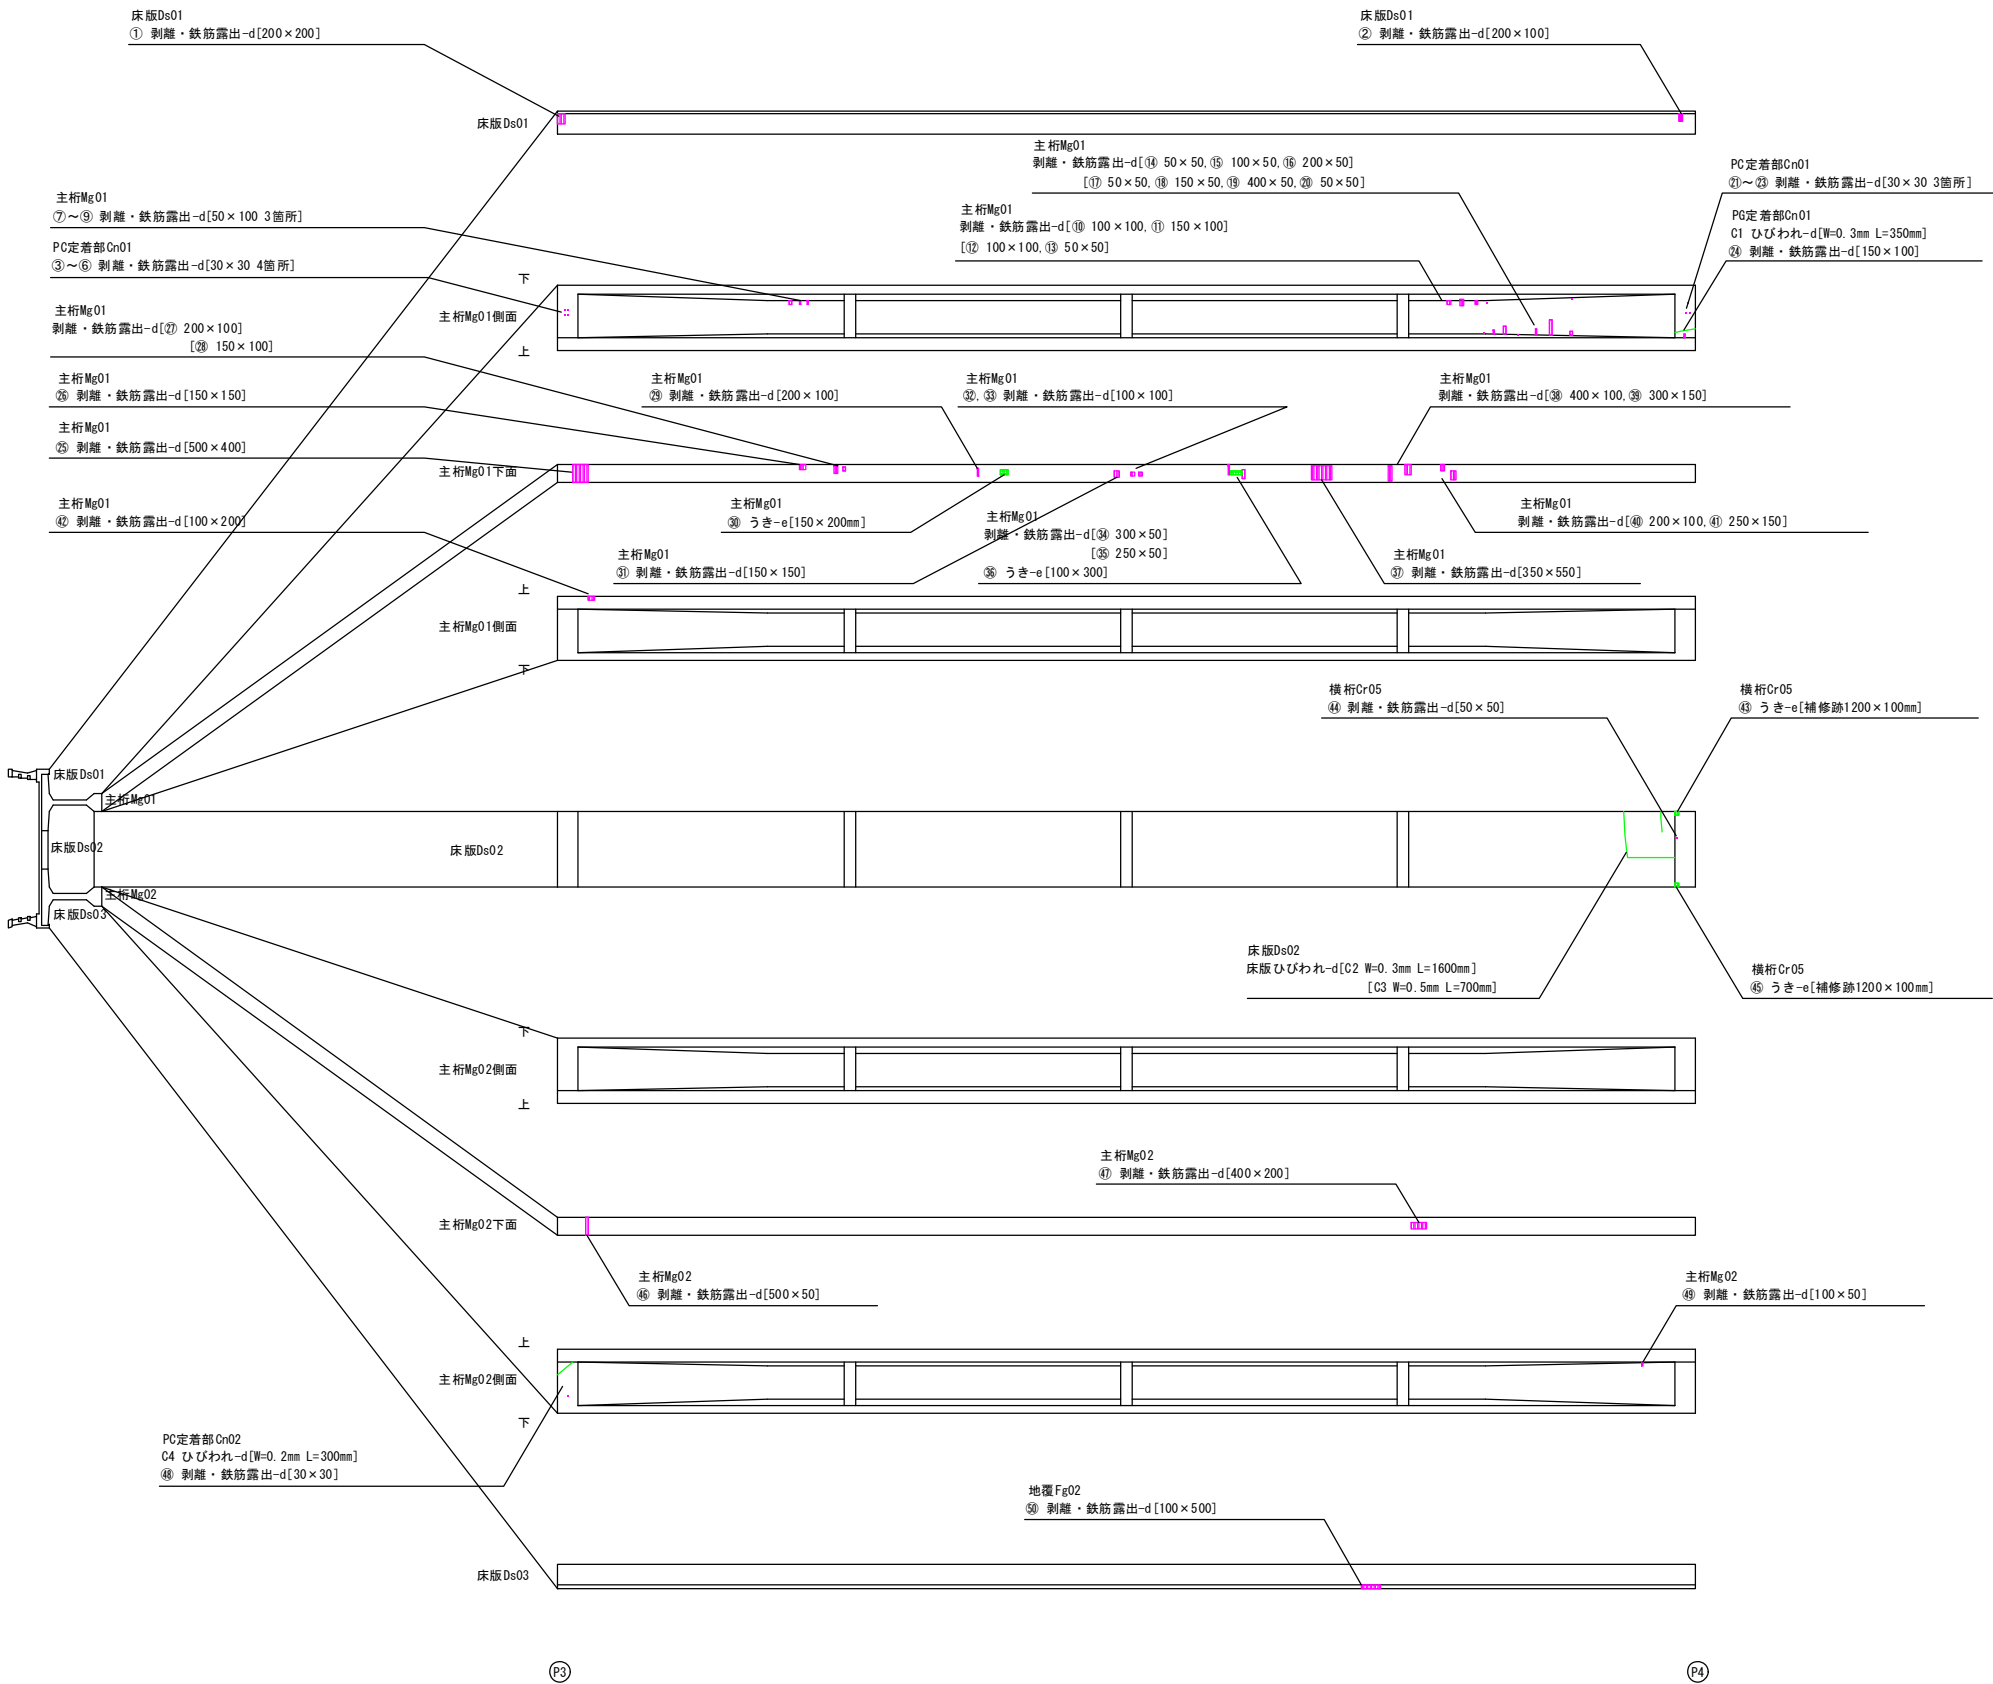 床版Ds01
① 剥離・鉄筋露出-d[200×200]
床版Ds01
② 剥離・鉄筋露出-d[200×100]
床版Ds01
主桁Mg01
剥離・鉄筋露出-d[⑭ 50×50,⑮ 100×50,⑯ 200×50]
[⑰ 50×50,⑱ 150×50,⑲ 400×50,⑳ 50×50]
PC定着部Cn01
㉑～㉓ 剥離・鉄筋露出-d[30×30 3箇所]
主桁Mg01
⑦～⑨ 剥離・鉄筋露出-d[50×100 3箇所]
主桁Mg01
剥離・鉄筋露出-d[⑩ 100×100,⑪ 150×100]
[⑫ 100×100,⑬ 50×50]
PG定着部Cn01
C1 ひびわれ-d[W=0.3mm L=350mm]
㉔ 剥離・鉄筋露出-d[150×100]
PC定着部Cn01
③～⑥ 剥離・鉄筋露出-d[30×30 4箇所]
下
主桁Mg01側面
上
主桁Mg01
剥離・鉄筋露出-d[㉗ 200×100]
[㉘ 150×100]
主桁Mg01
㉖ 剥離・鉄筋露出-d[150×150]
主桁Mg01
㉙ 剥離・鉄筋露出-d[200×100]
主桁Mg01
㉜,㉝ 剥離・鉄筋露出-d[100×100]
主桁Mg01
剥離・鉄筋露出-d[㊳ 400×100,㊴ 300×150]
主桁Mg01
㉕ 剥離・鉄筋露出-d[500×400]
主桁Mg01下面
主桁Mg01
㊷ 剥離・鉄筋露出-d[100×200]
主桁Mg01
㉚ うき-e[150×200mm]
主桁Mg01
剥離・鉄筋露出-d[㉞ 300×50]
[㉟ 250×50]
㊱ うき-e[100×300]
主桁Mg01
剥離・鉄筋露出-d[㊵ 200×100,㊶ 250×150]
主桁Mg01
㉛ 剥離・鉄筋露出-d[150×150]
主桁Mg01
㊲ 剥離・鉄筋露出-d[350×550]
上
主桁Mg01側面
下
横桁Cr05
㊹ 剥離・鉄筋露出-d[50×50]
横桁Cr05
㊸ うき-e[補修跡1200×100mm]
床版Ds01
主桁Mg01
床版Ds02
床版Ds02
主桁Mg02
床版Ds03
床版Ds02
床版ひびわれ-d[C2 W=0.3mm L=1600mm]
[C3 W=0.5mm L=700mm]
横桁Cr05
㊺ うき-e[補修跡1200×100mm]
下
主桁Mg02側面
上
主桁Mg02
㊼ 剥離・鉄筋露出-d[400×200]
主桁Mg02下面
主桁Mg02
㊻ 剥離・鉄筋露出-d[500×50]
主桁Mg02
㊾ 剥離・鉄筋露出-d[100×50]
上
主桁Mg02側面
下
PC定着部Cn02
C4 ひびわれ-d[W=0.2mm L=300mm]
㊽ 剥離・鉄筋露出-d[30×30]
地覆Fg02
㊿ 剥離・鉄筋露出-d[100×500]
床版Ds03
P3
P4